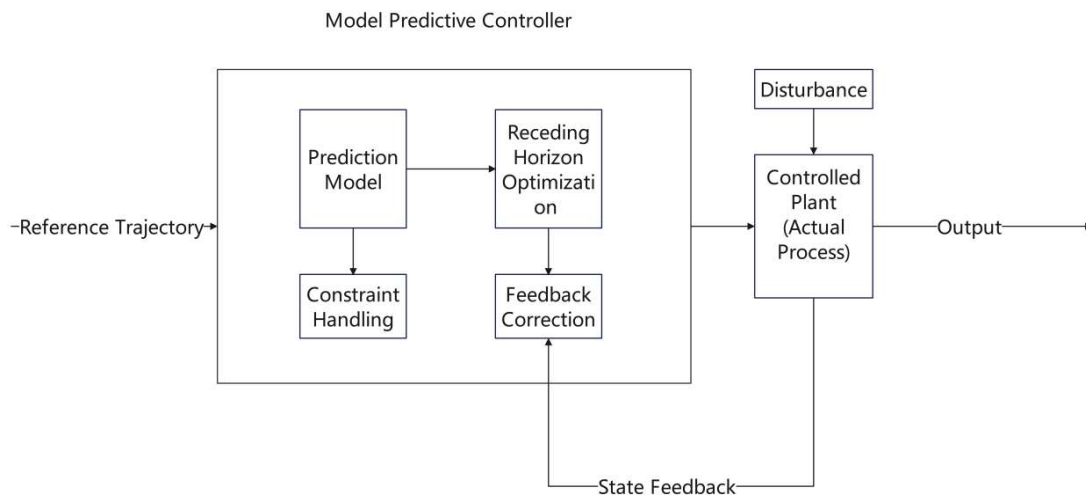 Model Predictive Controller
Disturbance
Prediction
Model
Receding
Horizon
Optimizati
on
Controlled
Plant
(Actual
Process)
Reference Trajectory
Output
Constraint
Handling
Feedback
Correction
State Feedback